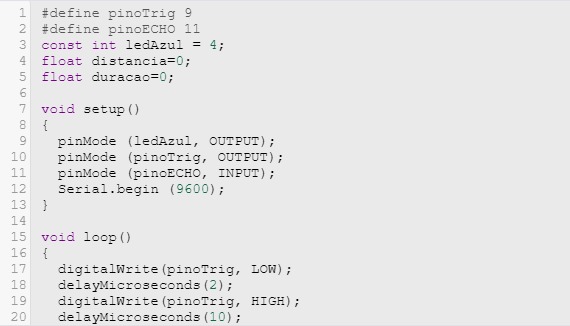 1 #define pinoTrig 9
2 #define pinoECHO 11
3 const int ledAzul = 4;
4 float distancia=0;
5 float duracao=0;
6
7 void setup()
8 {
9   pinMode (ledAzul, OUTPUT);
10   pinMode (pinoTrig, OUTPUT);
11   pinMode (pinoECHO, INPUT);
12   Serial.begin (9600);
13 }
14
15 void loop()
16 {
17   digitalWrite(pinoTrig, LOW);
18   delayMicroseconds(2);
19   digitalWrite(pinoTrig, HIGH);
20   delayMicroseconds(10);